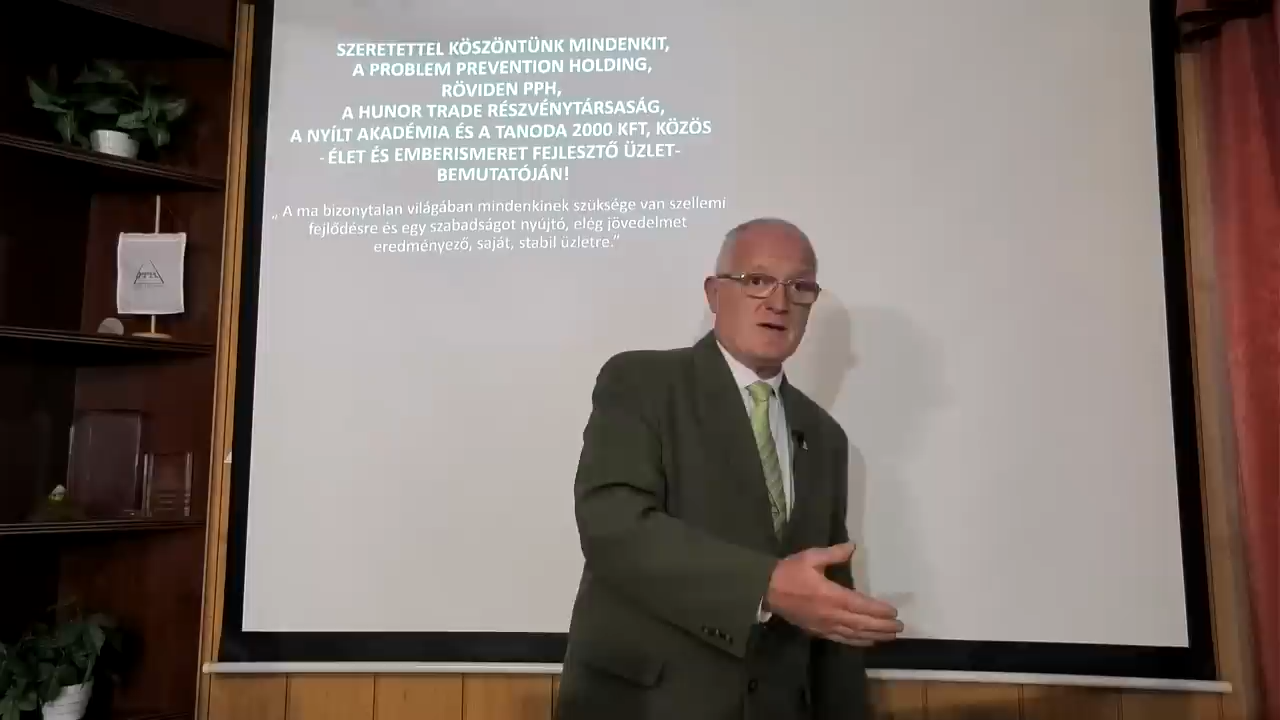 SZERETETTEL KÖSZÖNTÜNK MINDENKIT,
A PROBLEM PREVENTION HOLDING,
RÖVIDEN PPH,
A HUNOR TRADE RÉSZVÉNYTÁRSASÁG,
A NYÍLT AKADÉMIA ÉS A TANODA 2000 KFT, KÖZÖS
- ÉLET ÉS EMBERISMERET FEJLESZTŐ ÜZLET-
BEMUTATÓJÁN!
„ A ma bizonytalan világában mindenkinek szüksége van szellemi
fejlődésre és egy szabadságot nyújtó, elég jövedelmet
eredményező, saját, stabil üzletre.”